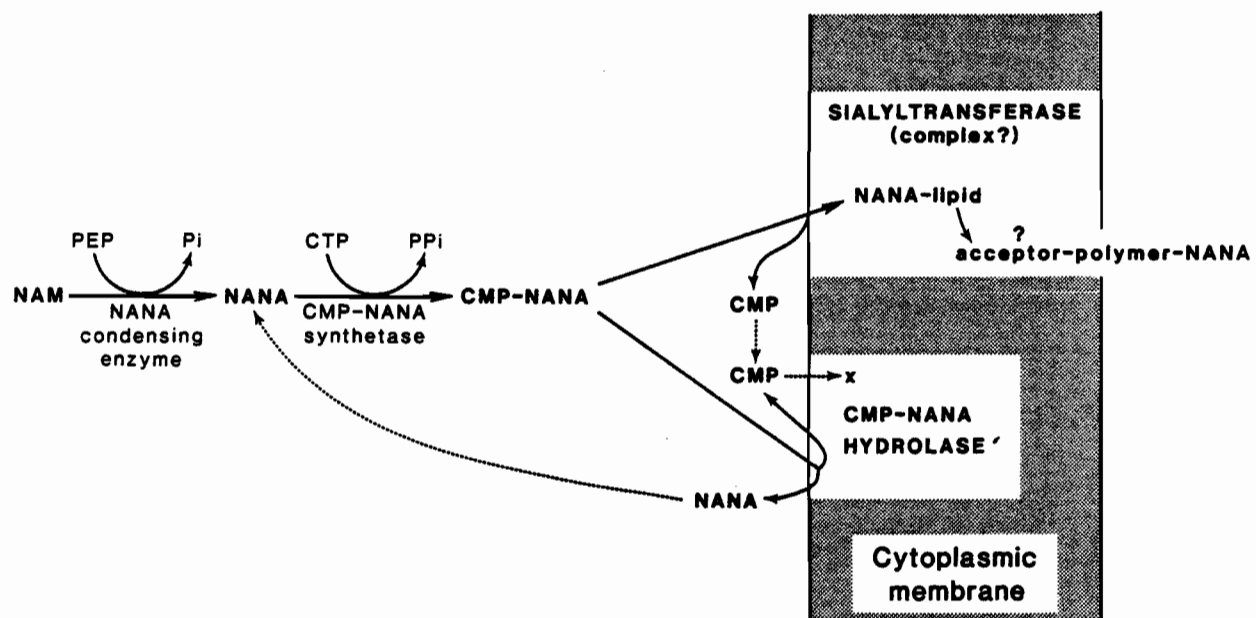 SIALYLTRANSFERASE
(complex?)
NANA-lipid
?
acceptor-polymer-NANA
PEP
Pi
CTP
PPi
NAM
NANA
CMP-NANA
NANA
condensing
enzyme
CMP-NANA
synthetase
CMP
CMP
x
CMP-NANA
HYDROLASE′
NANA
Cytoplasmic
membrane